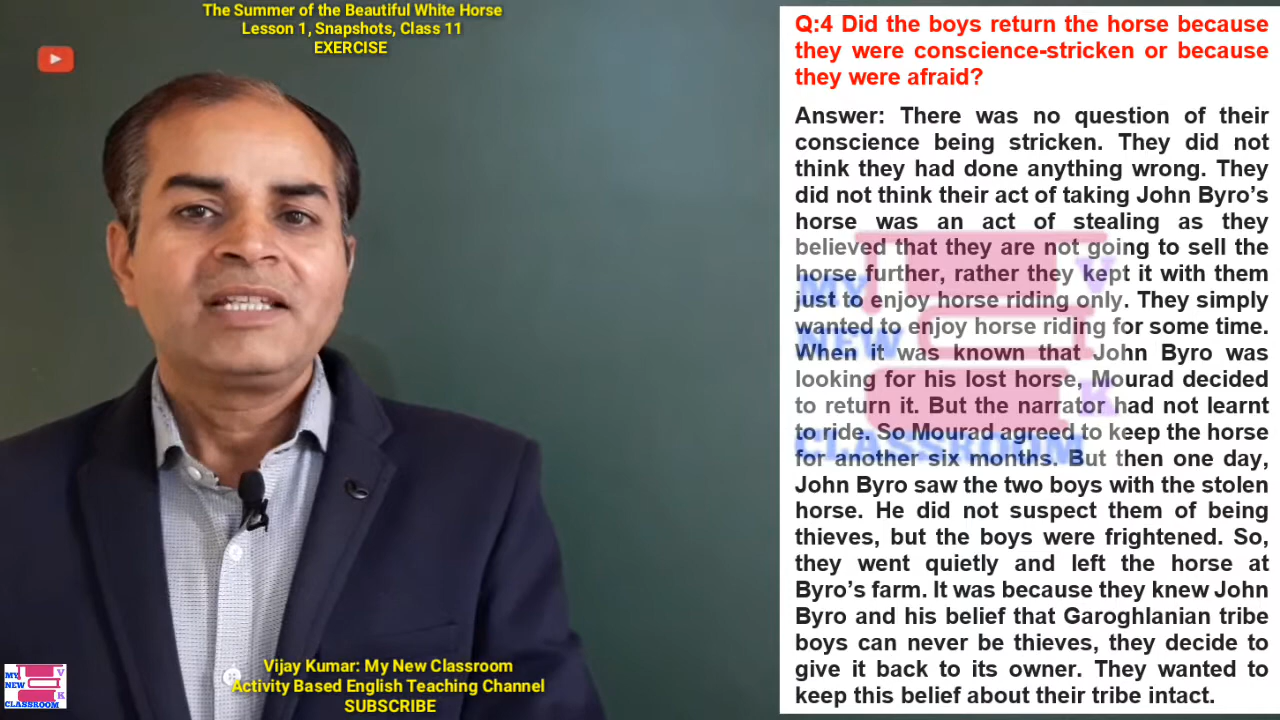 The Summer of the Beautiful White Horse
Lesson 1, Snapshots, Class 11
EXERCISE
Q:4 Did the boys return the horse because
they were conscience-stricken or because
they were afraid?
Answer: There was no question of their
conscience being stricken. They did not
think they had done anything wrong. They
did not think their act of taking John Byro’s
horse was an act of stealing as they
believed that they are not going to sell the
horse further, rather they kept it with them
just to enjoy horse riding only. They simply
wanted to enjoy horse riding for some time.
When it was known that John Byro was
looking for his lost horse, Mourad decided
to return it. But the narrator had not learnt
to ride. So Mourad agreed to keep the horse
for another six months. But then one day,
John Byro saw the two boys with the stolen
horse. He did not suspect them of being
thieves, but the boys were frightened. So,
they went quietly and left the horse at
Byro’s farm. It was because they knew John
Byro and his belief that Garoghlanian tribe
boys can never be thieves, they decide to
give it back to its owner. They wanted to
keep this belief about their tribe intact.
MY
NEW
CLASSROOM
V
K
Vijay Kumar: My New Classroom
Activity Based English Teaching Channel
SUBSCRIBE
MY
NEW
CLASSROOM
V
K